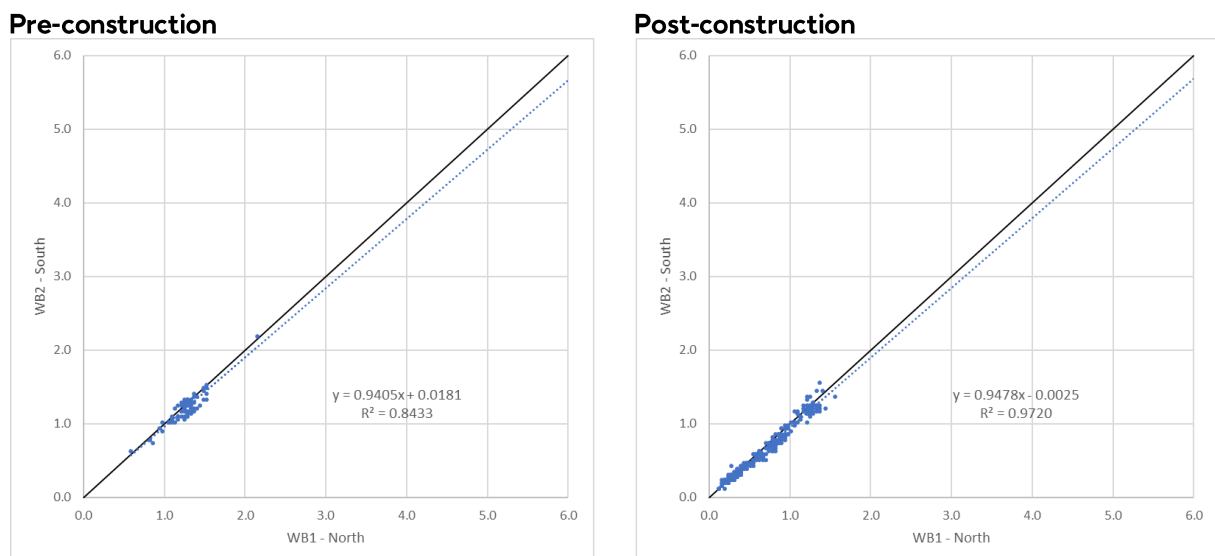 Pre-construction
6.0
5.0
4.0
3.0
2.0
1.0
0.0
WB2 - South
y = 0.9405x + 0.0181
R² = 0.8433
0.0 1.0 2.0 3.0 4.0 5.0 6.0
WB1 - North
Post-construction
6.0
5.0
4.0
3.0
2.0
1.0
0.0
WB2 - South
y = 0.9478x - 0.0025
R² = 0.9720
0.0 1.0 2.0 3.0 4.0 5.0 6.0
WB1 - North